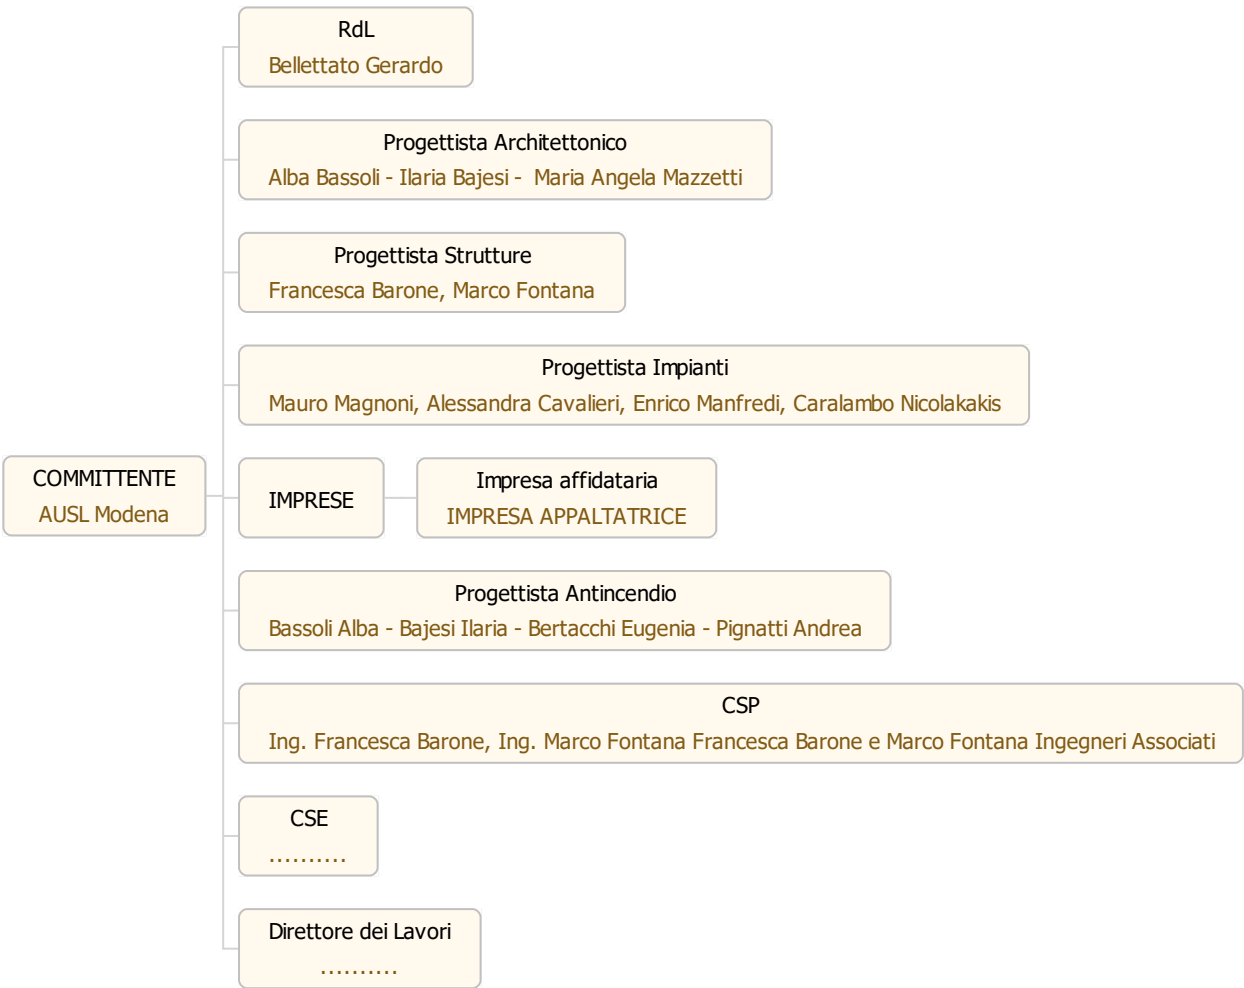 RdL
Bellettato Gerardo
Progettista Architettonico
Alba Bassoli - Ilaria Bajesi -  Maria Angela Mazzetti
Progettista Strutture
Francesca Barone, Marco Fontana
Progettista Impianti
Mauro Magnoni, Alessandra Cavalieri, Enrico Manfredi, Caralambo Nicolakakis
COMMITTENTE
AUSL Modena
IMPRESE
Impresa affidataria
IMPRESA APPALTATRICE
Progettista Antincendio
Bassoli Alba - Bajesi Ilaria - Bertacchi Eugenia - Pignatti Andrea
CSP
Ing. Francesca Barone, Ing. Marco Fontana Francesca Barone e Marco Fontana Ingegneri Associati
CSE
..........
Direttore dei Lavori
..........